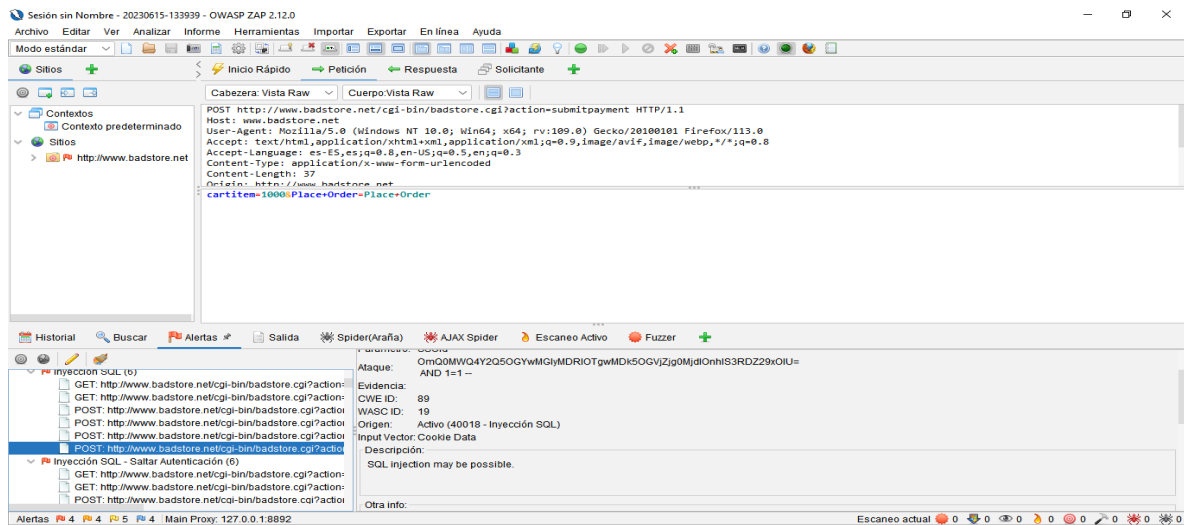 Sesión sin Nombre - 20230615-133939 - OWASP ZAP 2.12.0
Archivo Editar Ver Analizar Informe Herramientas Importar Exportar En línea Ayuda
Modo estándar
Sitios
Inicio Rápido Petición Respuesta Solicitante
Cabezera: Vista Raw Cuerpo:Vista Raw
Contextos
Contexto predeterminado
Sitios
http://www.badstore.net
POST http://www.badstore.net/cgi-bin/badstore.cgi?action=submitpayment HTTP/1.1
Host: www.badstore.net
User-Agent: Mozilla/5.0 (Windows NT 10.0; Win64; x64; rv:109.0) Gecko/20100101 Firefox/113.0
Accept: text/html,application/xhtml+xml,application/xml;q=0.9,image/avif,image/webp,*/*;q=0.8
Accept-Language: es-ES,es;q=0.8,en-US;q=0.5,en;q=0.3
Content-Type: application/x-www-form-urlencoded
Content-Length: 37
Origin: http://www.badstore.net
cartitem=1000&Place+Order=Place+Order
Historial Buscar Alertas Salida Spider(Araña) AJAX Spider Escaneo Activo Fuzzer
Inyección SQL (6)
GET: http://www.badstore.net/cgi-bin/badstore.cgi?action=
GET: http://www.badstore.net/cgi-bin/badstore.cgi?action=
POST: http://www.badstore.net/cgi-bin/badstore.cgi?action
POST: http://www.badstore.net/cgi-bin/badstore.cgi?action
POST: http://www.badstore.net/cgi-bin/badstore.cgi?action
POST: http://www.badstore.net/cgi-bin/badstore.cgi?action
Inyección SQL - Saltar Autenticación (6)
GET: http://www.badstore.net/cgi-bin/badstore.cgi?action=
GET: http://www.badstore.net/cgi-bin/badstore.cgi?action=
POST: http://www.badstore.net/cgi-bin/badstore.cgi?action
Ataque:
AND 1=1 --
Evidencia:
CWE ID: 89
WASC ID: 19
Origen: Activo (40018 - Inyección SQL)
Input Vector: Cookie Data
Descripción:
SQL injection may be possible.
Otra info:
Alertas 4 4 5 4 Main Proxy: 127.0.0.1:8892
Escaneo actual 0 0 0 0 0 0 0 0